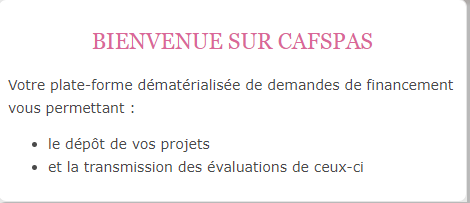 BIENVENUE SUR CAFSPAS
Votre plate-forme dématérialisée de demandes de financement
vous permettant :
• le dépôt de vos projets
• et la transmission des évaluations de ceux-ci